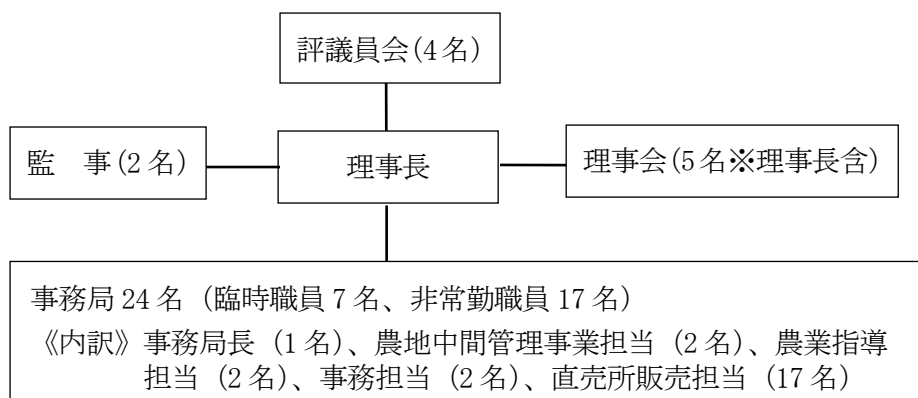 評議員会(4名)
監　事(2名)
理事長
理事会(5名※理事長含)
事務局24名（臨時職員7名、非常勤職員17名）
《内訳》事務局長（1名）、農地中間管理事業担当（2名）、農業指導
担当（2名）、事務担当（2名）、直売所販売担当（17名）